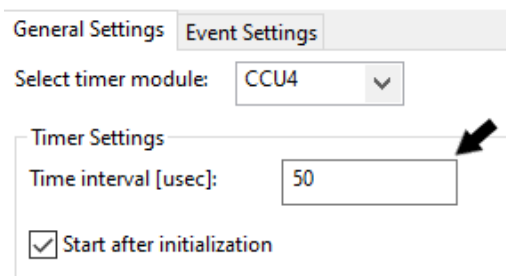 General Settings Event Settings
Select timer module: CCU4
Timer Settings
Time interval [usec]: 50
Start after initialization